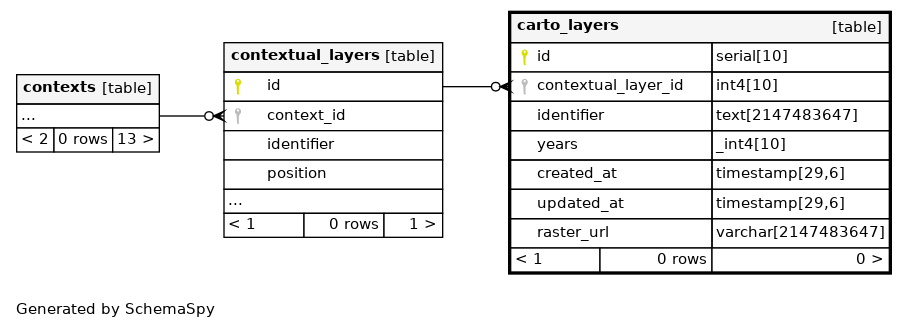 contexts [table]
...
< 2 0 rows 13 >
contextual_layers [table]
id
context_id
identifier
position
...
< 1 0 rows 1 >
carto_layers [table]
id serial[10]
contextual_layer_id int4[10]
identifier text[2147483647]
years _int4[10]
created_at timestamp[29,6]
updated_at timestamp[29,6]
raster_url varchar[2147483647]
< 1 0 rows 0 >
Generated by SchemaSpy